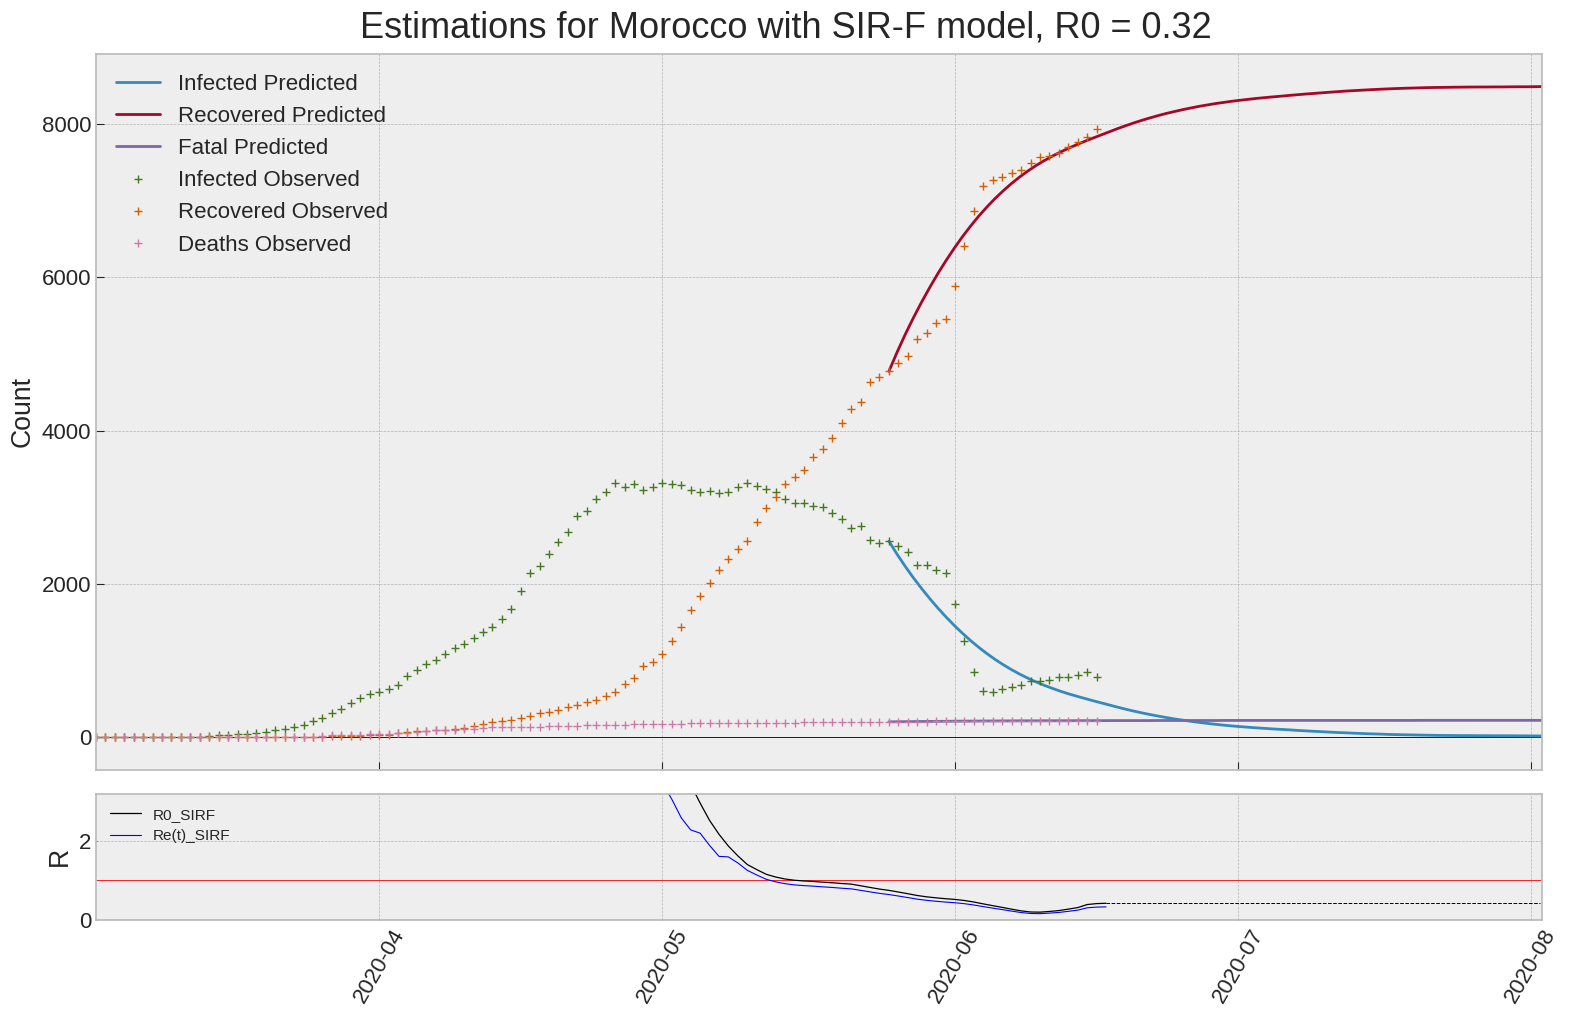 Estimations for Morocco with SIR-F model, R0 = 0.32
Infected Predicted
Recovered Predicted
Fatal Predicted
Infected Observed
Recovered Observed
Deaths Observed
Count
8000
6000
4000
2000
0
R0_SIRF
Re(t)_SIRF
R
2
0
2020-04
2020-05
2020-06
2020-07
2020-08